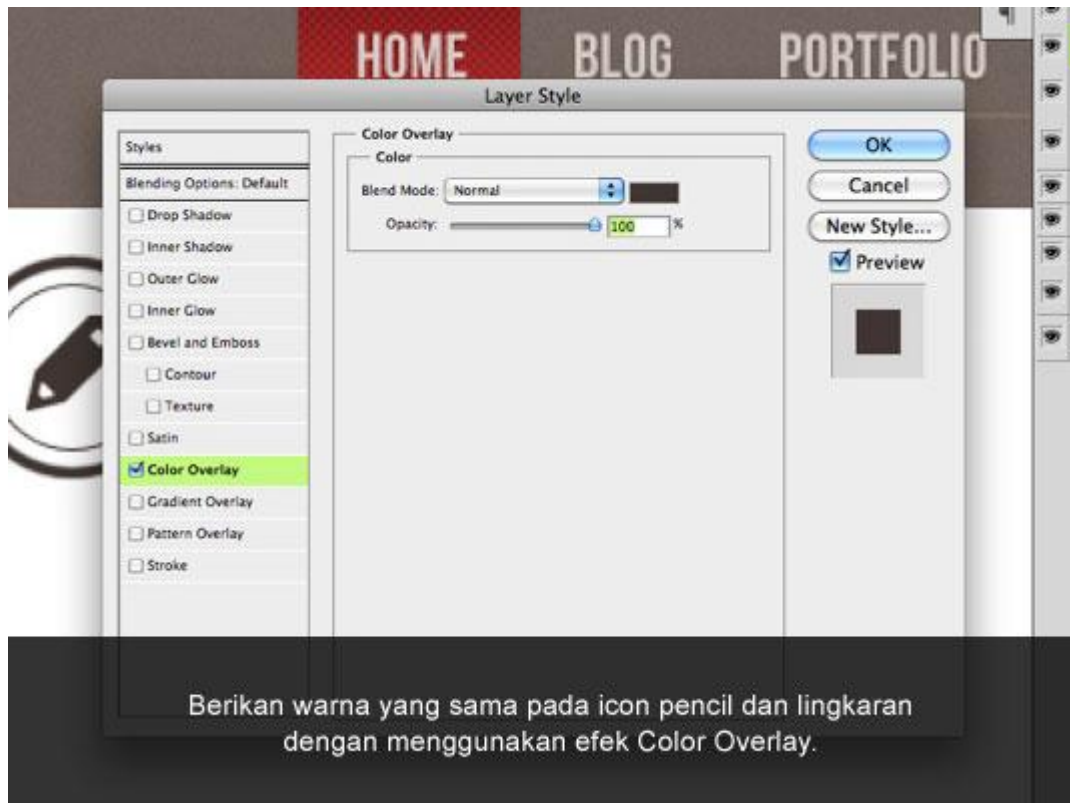 HOME BLOG PORTFOLIO
Layer Style
Styles
Blending Options: Default
Drop Shadow
Inner Shadow
Outer Glow
Inner Glow
Bevel and Emboss
Contour
Texture
Satin
Color Overlay
Gradient Overlay
Pattern Overlay
Stroke
Color Overlay
Color
Blend Mode: Normal
Opacity: 100 %
OK
Cancel
New Style...
Preview
Berikan warna yang sama pada icon pencil dan lingkaran
dengan menggunakan efek Color Overlay.